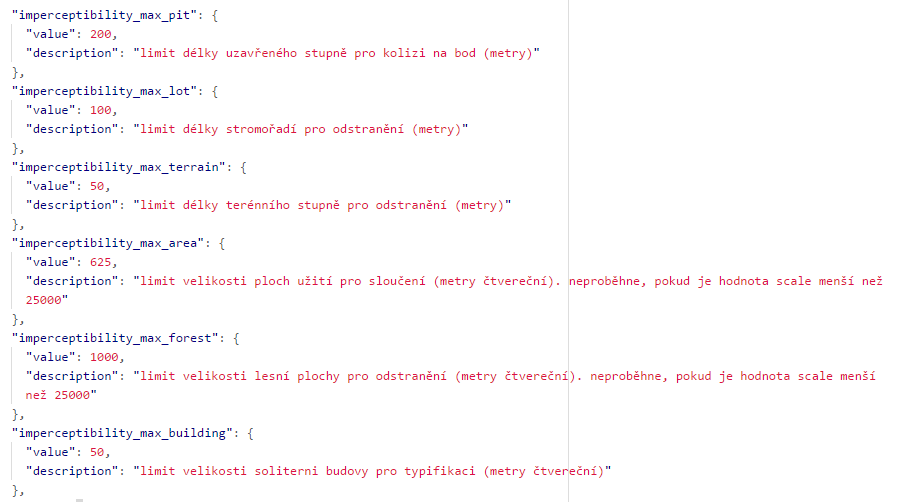 "imperceptibility_max_pit": {
"value": 200,
"description": "limit délky uzavřeného stupně pro kolizi na bod (metry)"
},
"imperceptibility_max_lot": {
"value": 100,
"description": "limit délky stromořadí pro odstranění (metry)"
},
"imperceptibility_max_terrain": {
"value": 50,
"description": "limit délky terénního stupně pro odstranění (metry)"
},
"imperceptibility_max_area": {
"value": 625,
"description": "limit velikosti ploch užití pro sloučení (metry čtvereční). neproběhne, pokud je hodnota scale menší než
25000"
},
"imperceptibility_max_forest": {
"value": 1000,
"description": "limit velikosti lesní plochy pro odstranění (metry čtvereční). neproběhne, pokud je hodnota scale menší
než 25000"
},
"imperceptibility_max_building": {
"value": 50,
"description": "limit velikosti soliterni budovy pro typifikaci (metry čtvereční)"
},